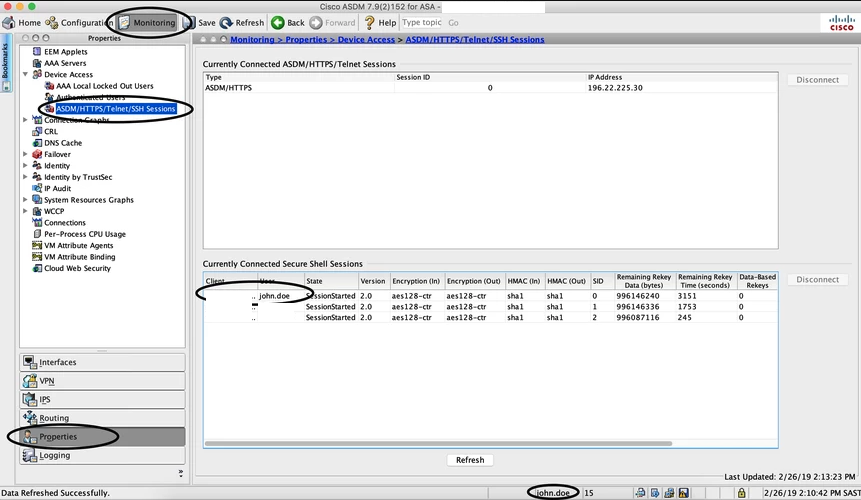 Cisco ASDM 7.9(2)152 for ASA -
Home Configuration Monitoring Save Refresh Back Forward Help Type topic Go
CISCO
Bookmarks
Properties
EEM Applets
AAA Servers
Device Access
AAA Local Locked Out Users
Authenticated Users
ASDM/HTTPS/Telnet/SSH Sessions
Connection Graphs
CRL
DNS Cache
Failover
Identity
Identity by TrustSec
IP Audit
System Resources Graphs
WCCP
Connections
Per-Process CPU Usage
VM Attribute Agents
VM Attribute Binding
Cloud Web Security
Interfaces
VPN
IPS
Routing
Properties
Logging
Monitoring > Properties > Device Access > ASDM/HTTPS/Telnet/SSH Sessions
Currently Connected ASDM/HTTPS/Telnet Sessions
Type Session ID IP Address
ASDM/HTTPS 0 196.22.225.30
Disconnect
Currently Connected Secure Shell Sessions
Client User State Version Encryption (In) Encryption (Out) HMAC (In) HMAC (Out) SID Remaining Rekey Data (bytes) Remaining Rekey Time (seconds) Data-Based Rekeys
.. john.doe SessionStarted 2.0 aes128-ctr aes128-ctr sha1 sha1 0 996146240 3151 0
.. SessionStarted 2.0 aes128-ctr aes128-ctr sha1 sha1 1 996146336 1753 0
.. SessionStarted 2.0 aes128-ctr aes128-ctr sha1 sha1 2 996087116 245 0
Disconnect
Refresh
Last Updated: 2/26/19 2:13:23 PM
Data Refreshed Successfully. john.doe 15 2/26/19 2:10:42 PM SAST